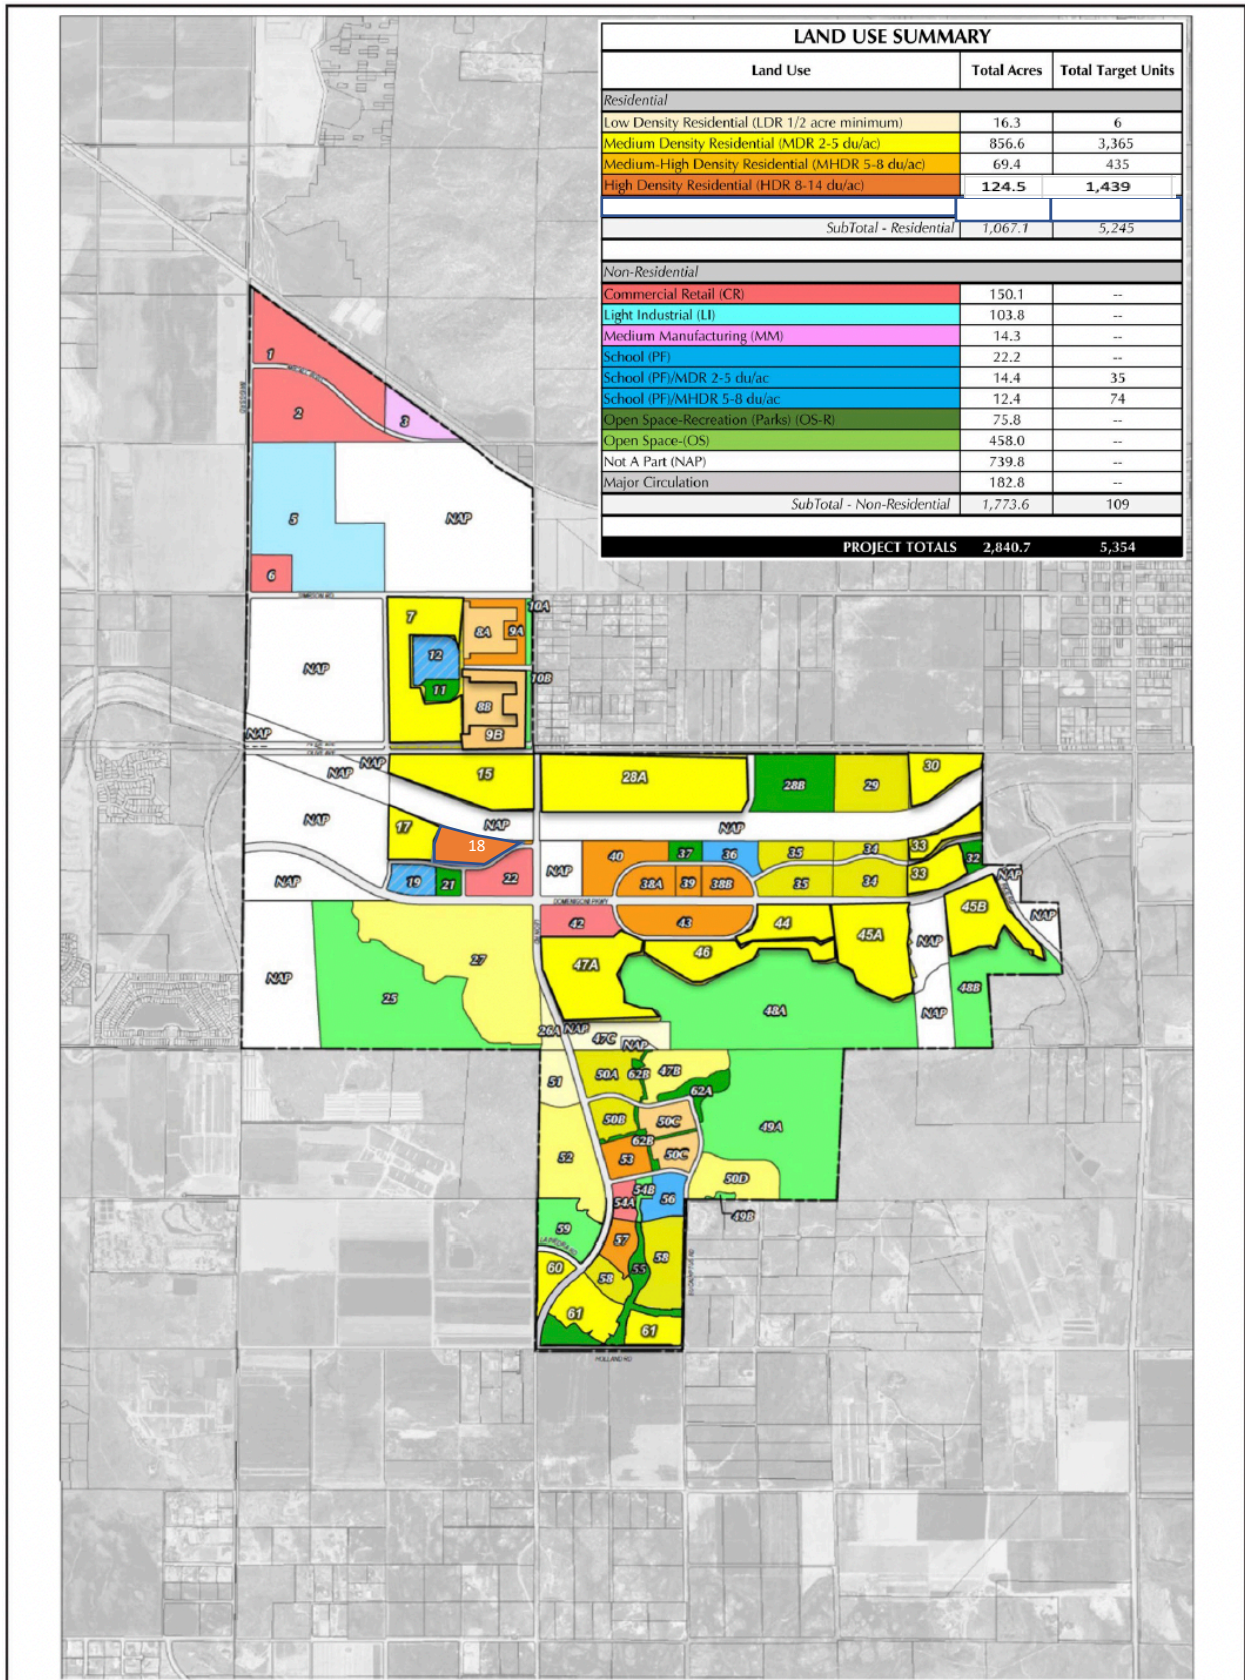 LAND USE SUMMARY
Land Use Total Acres Total Target Units
Residential
Low Density Residential (LDR 1/2 acre minimum) 16.3 6
Medium Density Residential (MDR 2-5 du/ac) 856.6 3,365
Medium-High Density Residential (MHDR 5-8 du/ac) 69.4 435
High Density Residential (HDR 8-14 du/ac) 124.5 1,439
SubTotal - Residential 1,067.1 5,245
Non-Residential
Commercial Retail (CR) 150.1 --
Light Industrial (LI) 103.8 --
Medium Manufacturing (MM) 14.3 --
School (PF) 22.2 --
School (PF)/MDR 2-5 du/ac 14.4 35
School (PF)/MHDR 5-8 du/ac 12.4 74
Open Space-Recreation (Parks) (OS-R) 75.8 --
Open Space-(OS) 458.0 --
Not A Part (NAP) 739.8 --
Major Circulation 182.8 --
SubTotal - Non-Residential 1,773.6 109
PROJECT TOTALS 2,840.7 5,354
1
2
3
5
NAP
6
7
8A
9A
10A
12
NAP
11
10B
8B
9B
NAP
NAP
NAP
15
28A
28B
29
30
NAP
17
NAP
NAP
18
40
37
36
35
34
33
32
NAP
19
21
22
NAP
38A
39
38B
35
34
33
NAP
DOMENIGONI PKWY
42
43
44
45A
45B
NAP
NAP
27
47A
46
NAP
25
48A
48B
NAP
26A
NAP
47C
NAP
51
50A
62B
47B
62A
50B
50C
49A
62B
52
53
50C
50D
54B
54A
56
49B
59
57
58
60
58
55
61
61
HOLLAND RD